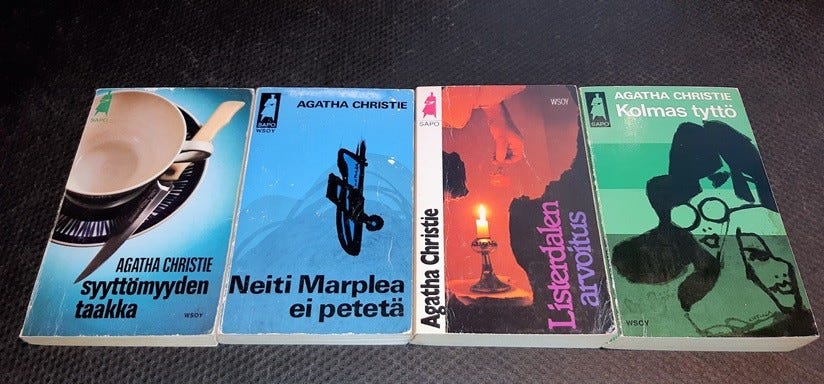 SAPO
AGATHA CHRISTIE
syyttömyyden
taakka
WSOY
SAPO
WSOY
AGATHA CHRISTIE
Neiti Marplea
ei petetä
SAPO
WSOY
Agatha Christie
Listerdalen
arvoitus
SAPO
AGATHA CHRISTIE
Kolmas tyttö
WSOY